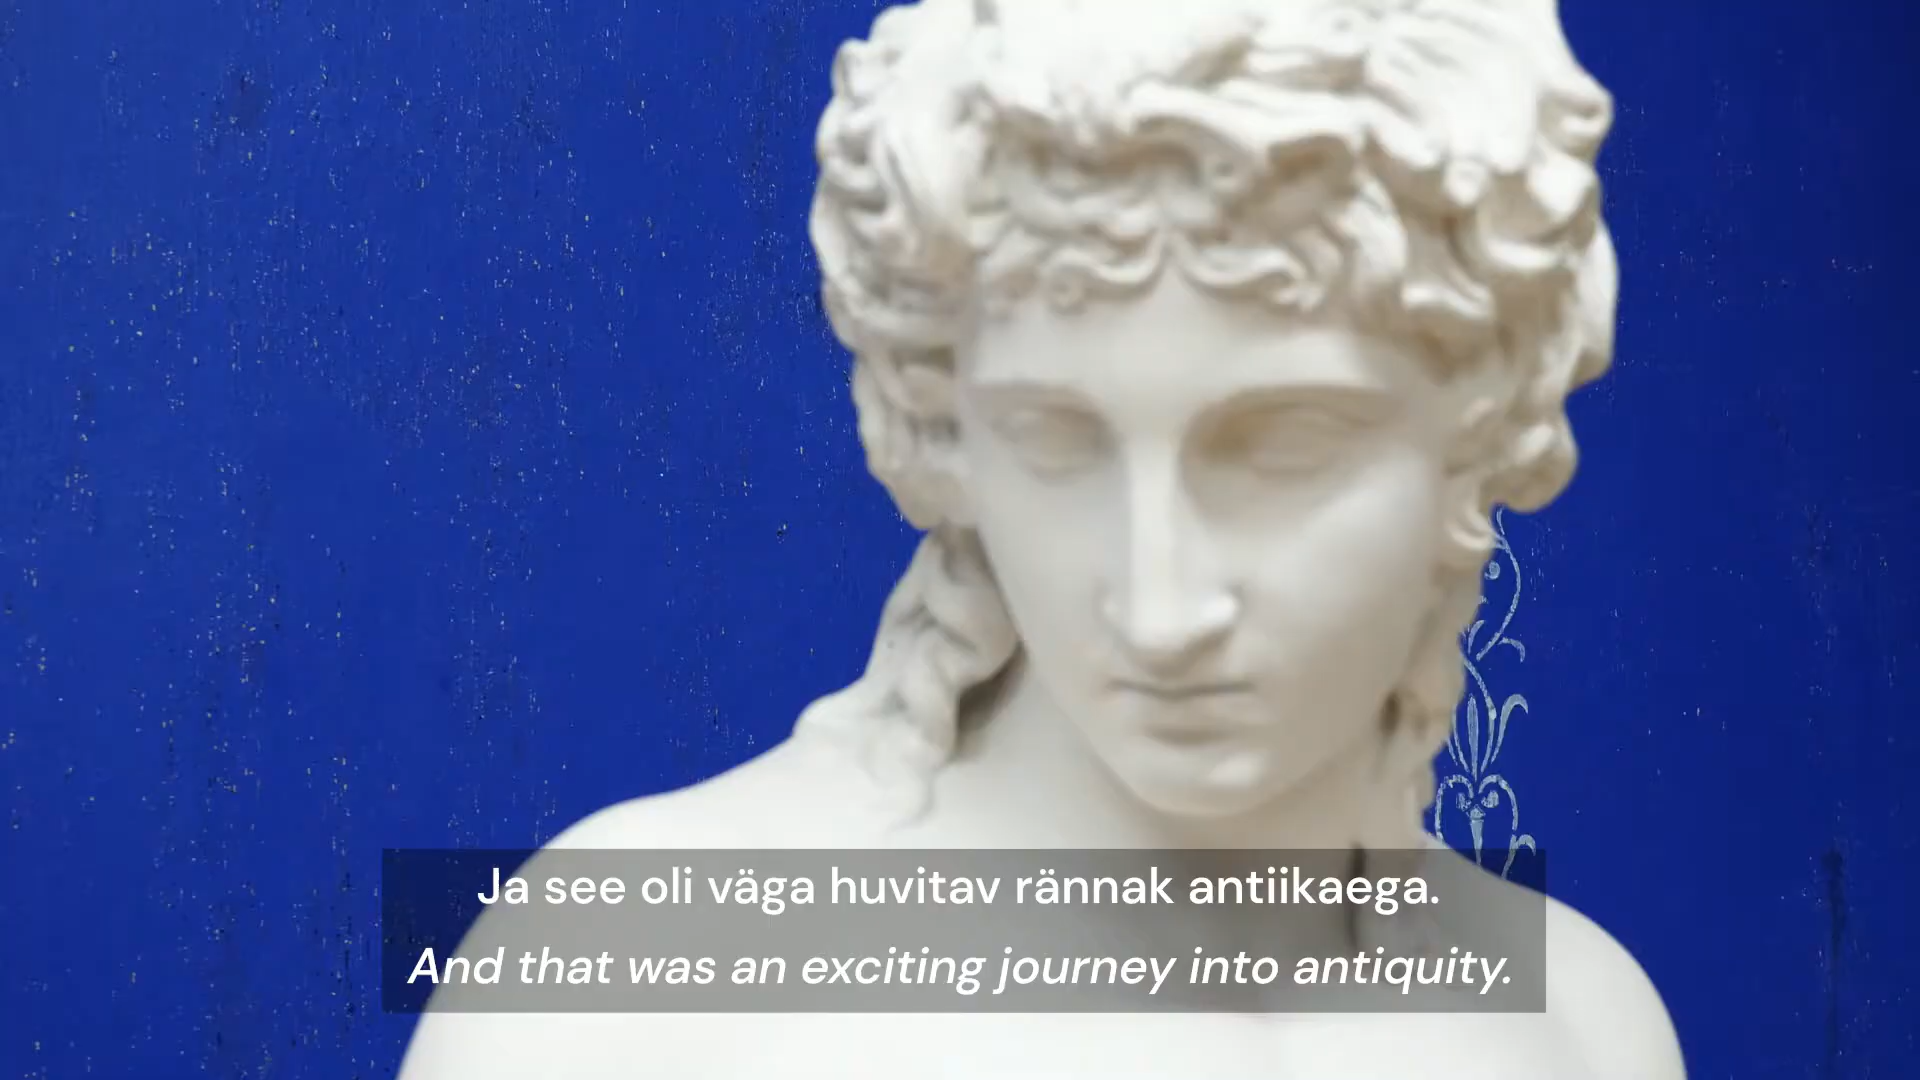 Ja see oli väga huvitav rännak antiikaega.
And that was an exciting journey into antiquity.